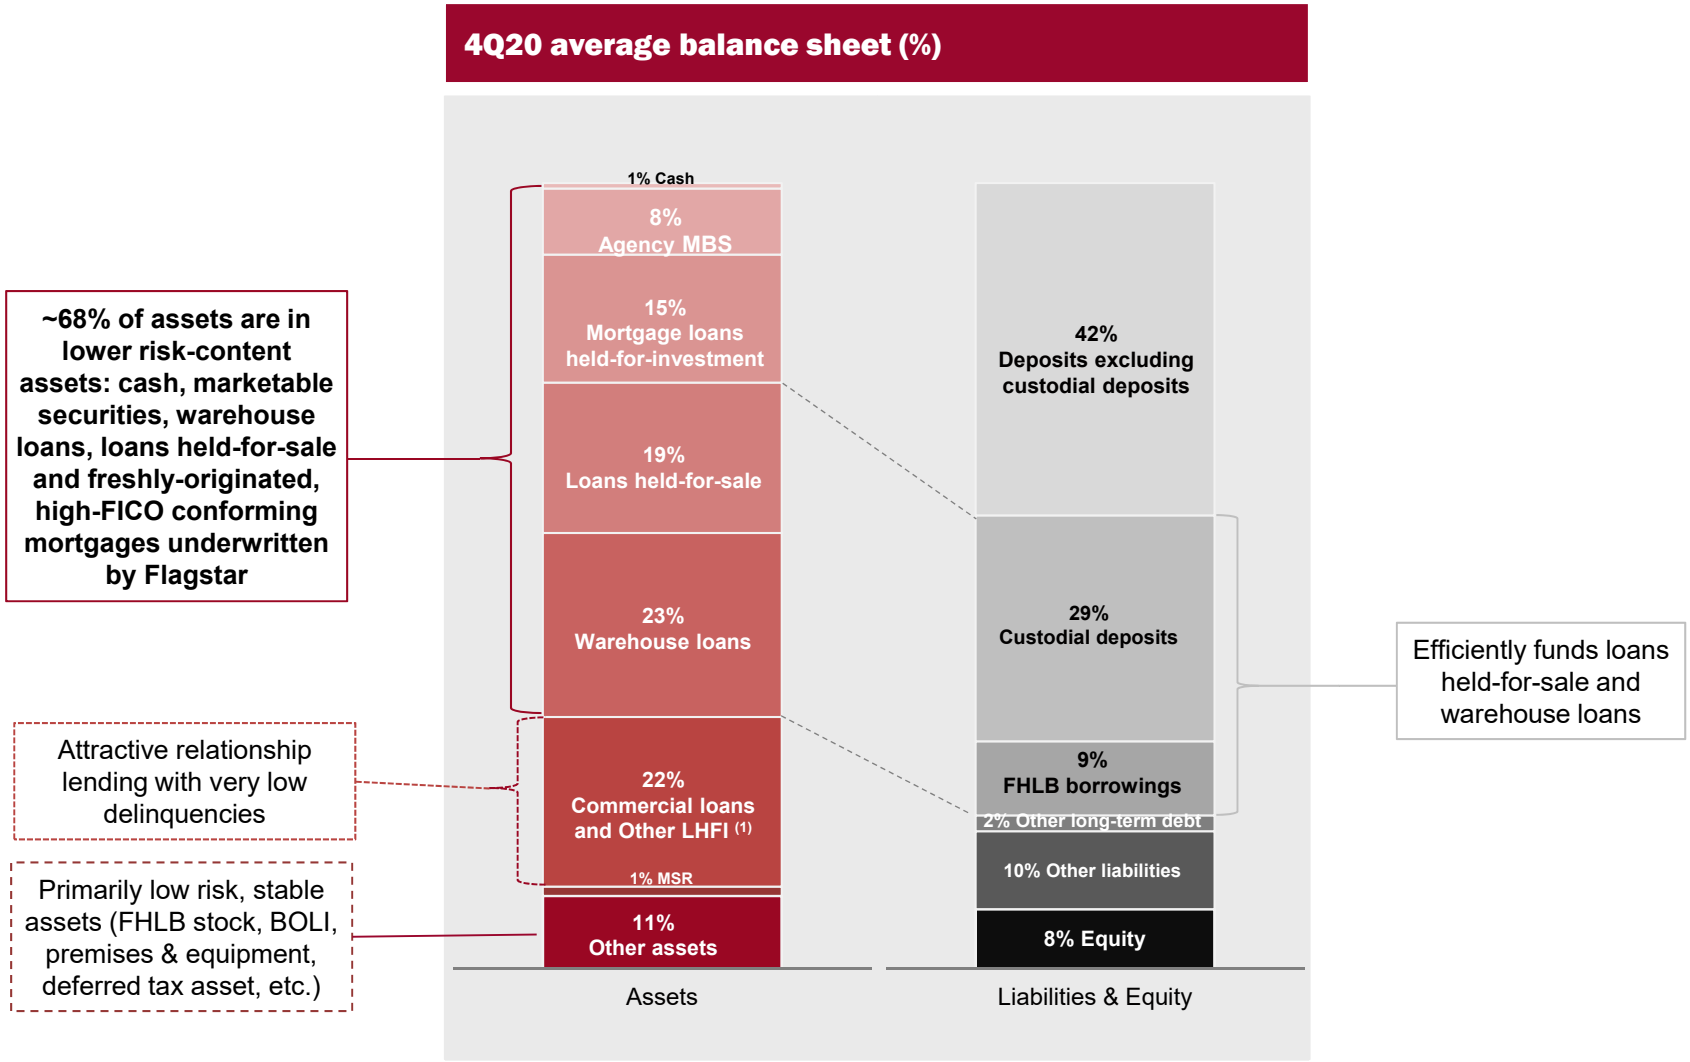 4Q20 average balance sheet (%)
~68% of assets are in
lower risk-content
assets: cash, marketable
securities, warehouse
loans, loans held-for-sale
and freshly-originated,
high-FICO conforming
mortgages underwritten
by Flagstar
Attractive relationship
lending with very low
delinquencies
Primarily low risk, stable
assets (FHLB stock, BOLI,
premises & equipment,
deferred tax asset, etc.)
1% Cash
8%
Agency MBS
15%
Mortgage loans
held-for-investment
19%
Loans held-for-sale
23%
Warehouse loans
22%
Commercial loans
and Other LHFI (1)
1% MSR
11%
Other assets
Assets
42%
Deposits excluding
custodial deposits
29%
Custodial deposits
9%
FHLB borrowings
2% Other long-term debt
10% Other liabilities
8% Equity
Liabilities & Equity
Efficiently funds loans
held-for-sale and
warehouse loans